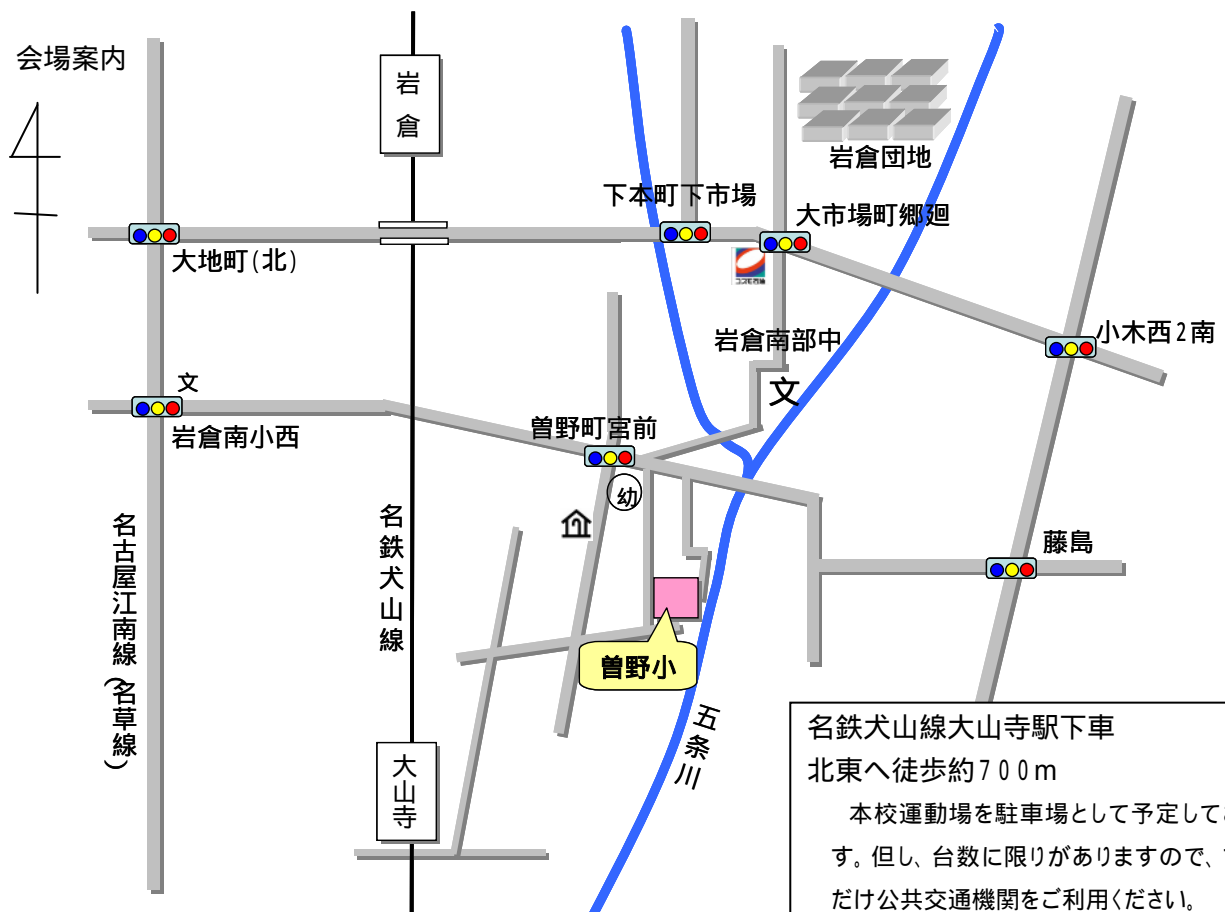 会場案内
岩倉
岩倉団地
下本町下市場
大市場町郷廻
大地町(北)
コスモ石油
岩倉南部中
小木西2南
文
文
岩倉南小西
曽野町宮前
幼
名古屋江南線(名草線)
名鉄犬山線
藤島
曽野小
五条川
大山寺
名鉄犬山線大山寺駅下車
北東へ徒歩約700m
本校運動場を駐車場として予定して
す。但し、台数に限りがありますので、
だけ公共交通機関をご利用ください。